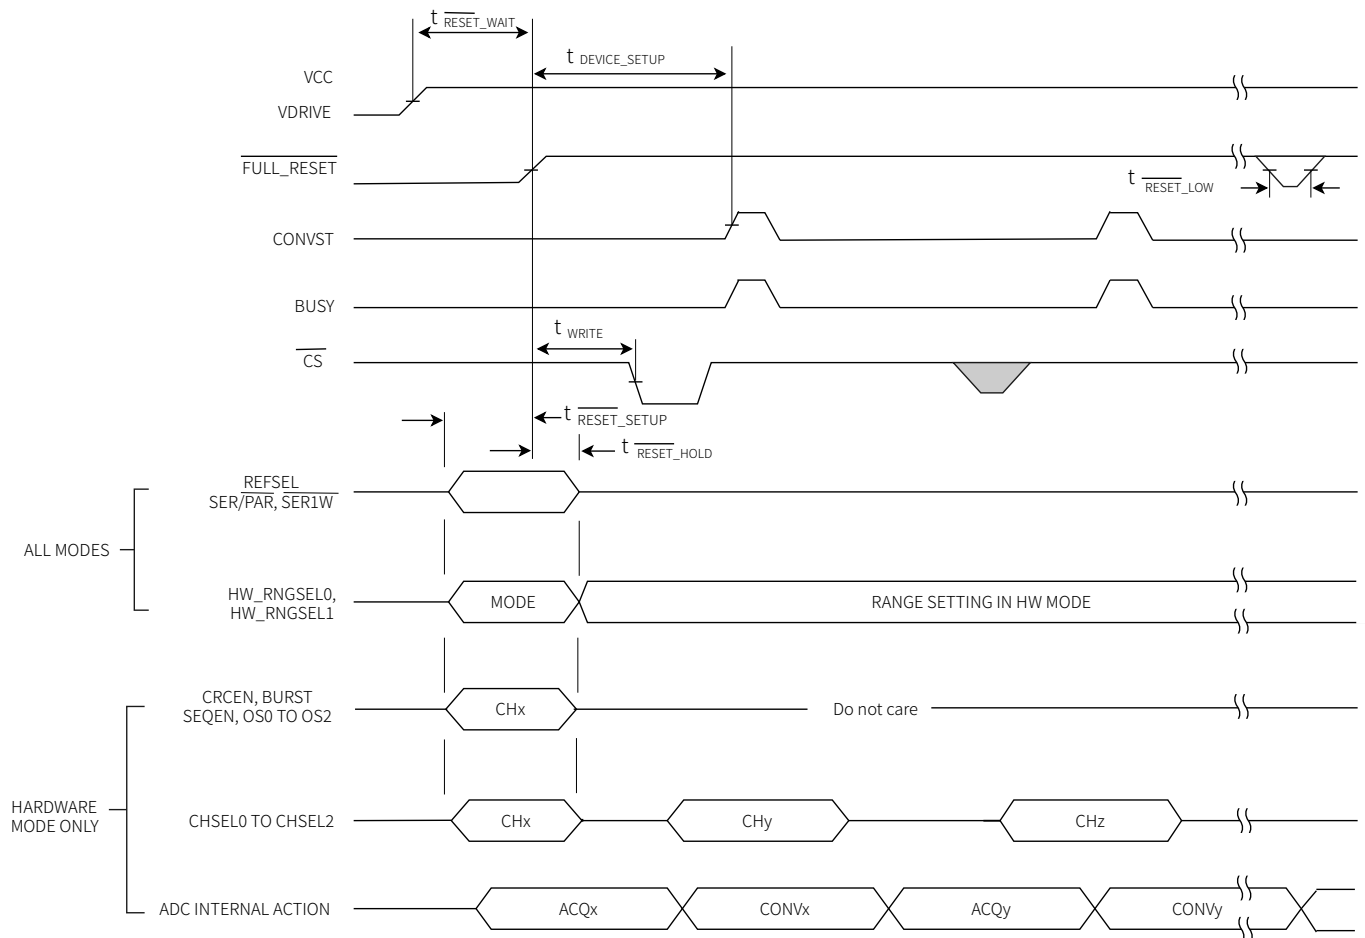 t RESET_WAIT
t DEVICE_SETUP
VCC
VDRIVE
FULL_RESET
t RESET_LOW
CONVST
BUSY
t WRITE
CS
t RESET_SETUP
t RESET_HOLD
REFSEL
SER/PAR, SER1W
ALL MODES
HW_RNGSEL0,
HW_RNGSEL1
MODE
RANGE SETTING IN HW MODE
CRCEN, BURST
SEQEN, OS0 TO OS2
CHx
Do not care
HARDWARE
MODE ONLY
CHSEL0 TO CHSEL2
CHx
CHy
CHz
ADC INTERNAL ACTION
ACQx
CONVx
ACQy
CONVy